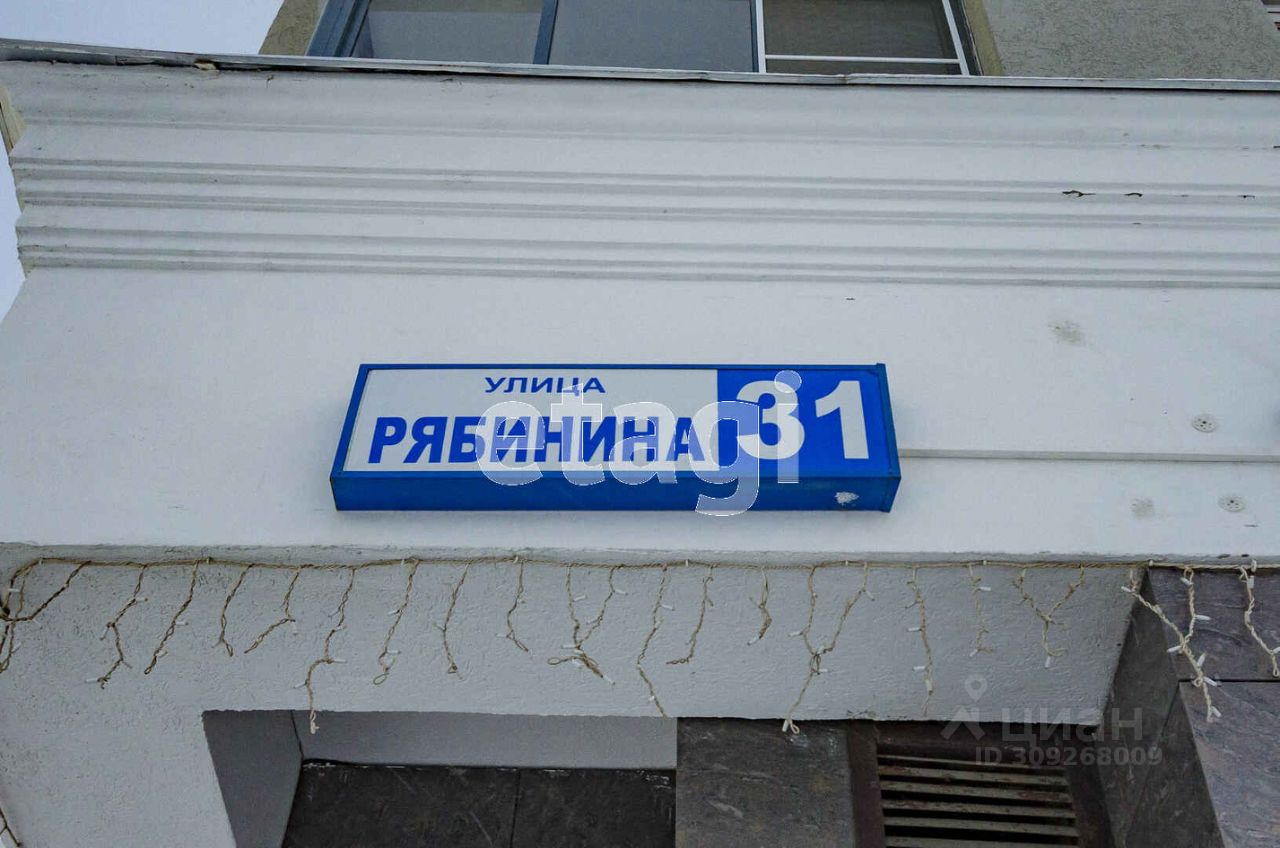 УЛИЦА
РЯБИНИНА 31
etagi
циан
ID 309268009